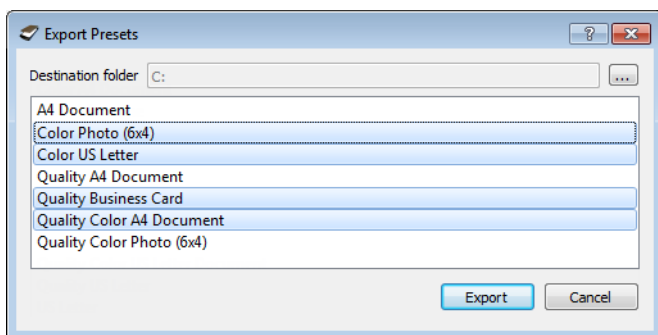 Export Presets
?
Destination folder C: ...
A4 Document
Color Photo (6x4)
Color US Letter
Quality A4 Document
Quality Business Card
Quality Color A4 Document
Quality Color Photo (6x4)
Export Cancel